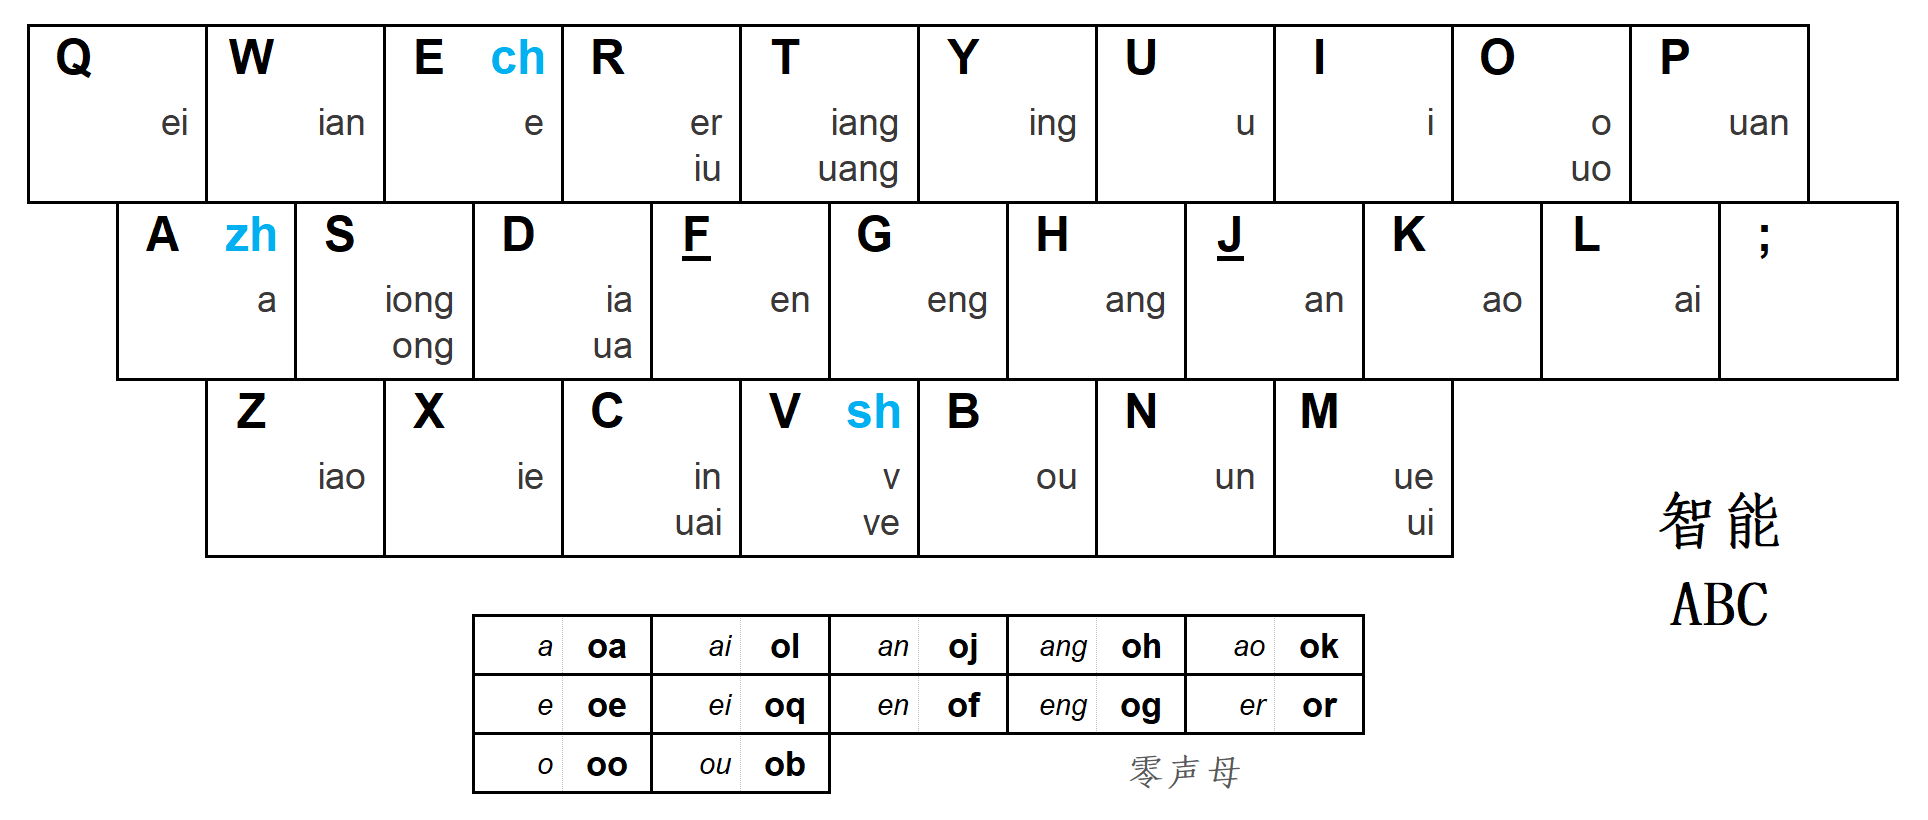 Q W E ch R T Y U I O P
ei ian e er iang ing u i o uan
iu uang uo
A zh S D F G H J K L ;
a iong ia en eng ang an ao ai
ong ua
Z X C V sh B N M
iao ie in v ou un ue
uai ve ui
智能
ABC
a oa ai ol an oj ang oh ao ok
e oe ei oq en of eng og er or
o oo ou ob
零声母